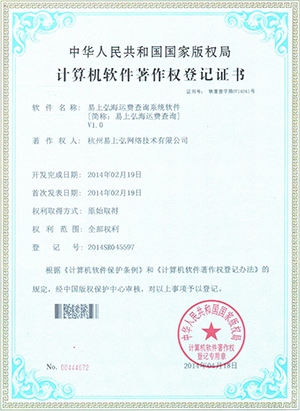 中华人民共和国国家版权局
计算机软件著作权登记证书
证书号： 软著登字第0714041号
软件名称： 易上弘海运费查询系统软件
[简称：易上弘海运费查询]
V1.0
著作权人： 杭州易上弘网络技术有限公司
开发完成日期： 2014年02月19日
首次发表日期： 2014年02月19日
权利取得方式： 原始取得
权利范围： 全部权利
登记号： 2014SR045597
根据《计算机软件保护条例》和《计算机软件著作权登记办法》的
规定，经中国版权保护中心审核，对以上事项予以登记。
中华人民共和国国家版权局
计算机软件著作权
登记专用章
No. 00444672
2014年04月18日